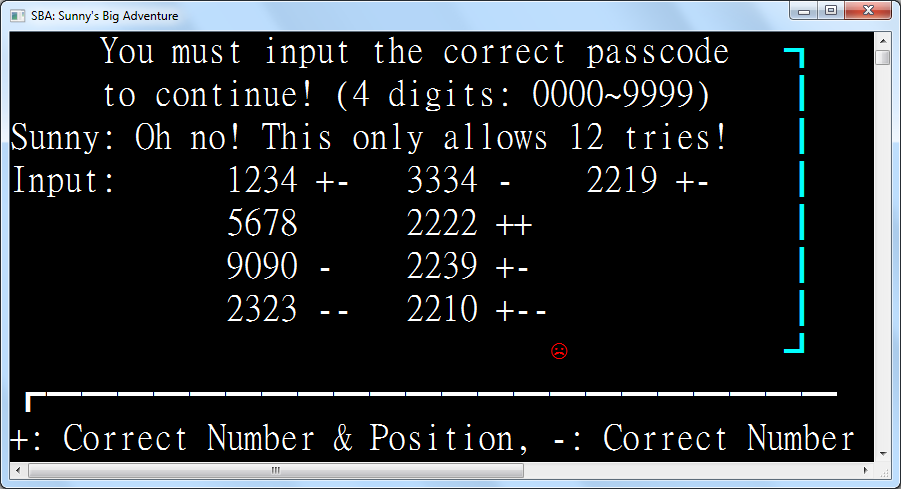 SBA: Sunny's Big Adventure
You must input the correct passcode
to continue! (4 digits: 0000~9999)
Sunny: Oh no! This only allows 12 tries!
Input: 1234 +- 3334 - 2219 +-
5678 2222 ++
9090 - 2239 +-
2323 -- 2210 +--
+: Correct Number & Position, -: Correct Number